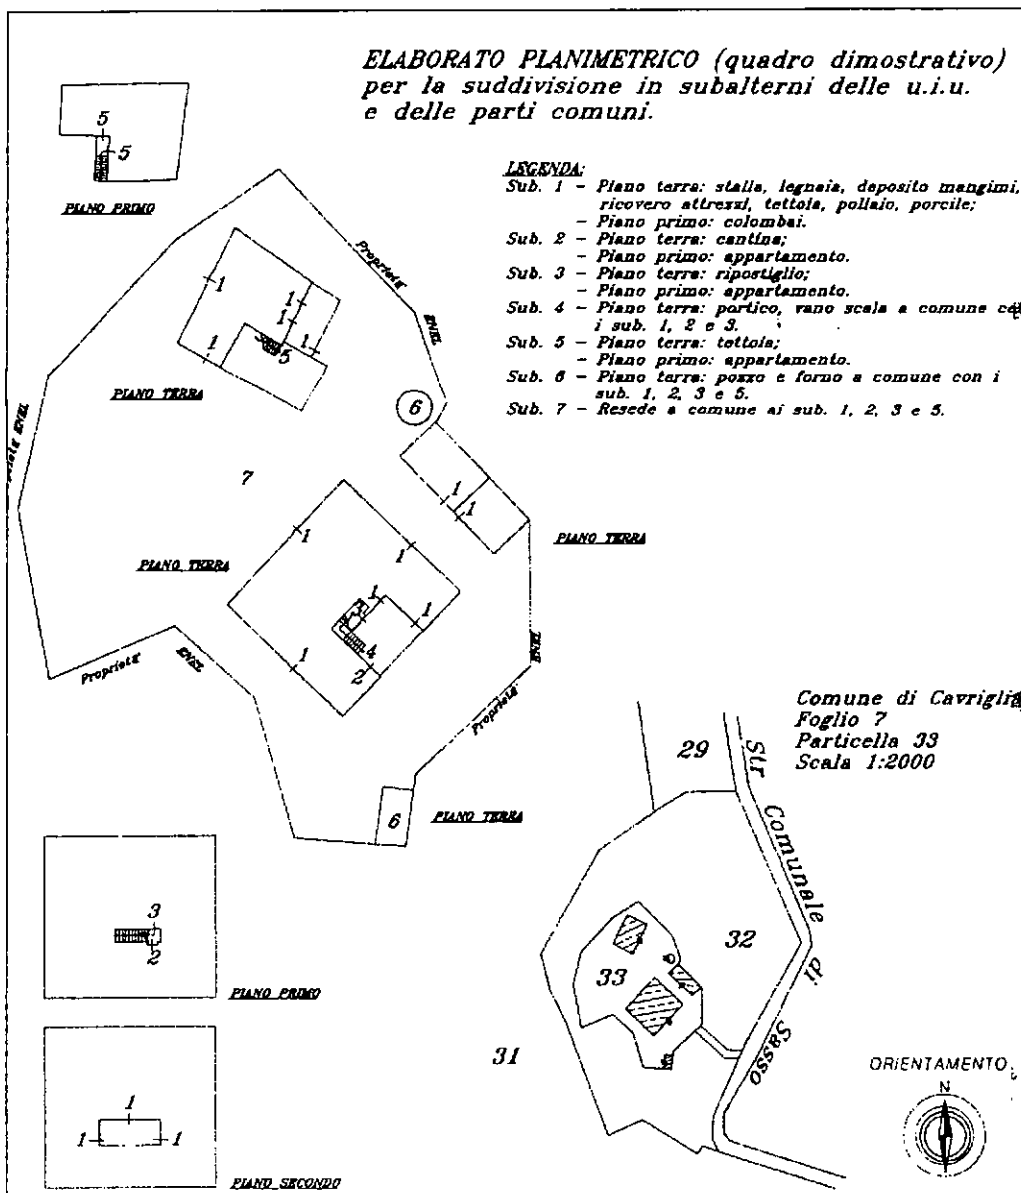 ELABORATO PLANIMETRICO (quadro dimostrativo)
per la suddivisione in subalterni delle u.i.u.
e delle parti comuni.
5
5
PIANO PRIMO
LEGENDA:
Sub. 1 - Piano terra: stalla, legnaia, deposito mangimi,
ricovero attrezzi, tettoia, pollaio, porcile;
- Piano primo: colombai.
Sub. 2 - Piano terra: cantina;
- Piano primo: appartamento.
Sub. 3 - Piano terra: ripostiglio;
- Piano primo: appartamento.
Sub. 4 - Piano terra: portico, vano scala a comune
i sub. 1, 2 e 3.
Sub. 5 - Piano terra: tettoia;
- Piano primo: appartamento.
Sub. 6 - Piano terra: pozzo e forno a comune con i
sub. 1, 2, 3 e 5.
Sub. 7 - Resede a comune ai sub. 1, 2, 3 e 5.
Proprieta'
ENEL
1
1
1
1
1
5
PIANO TERRA
6
ENEL
7
1
1
PIANO TERRA
1
1
PIANO TERRA
1
1
3
4
1
2
Proprieta'
ENEL
ENEL
Proprieta'
6
PIANO TERRA
3
2
PIANO PRIMO
1
1
1
PIANO SECONDO
Comune di Cavriglia
Foglio 7
Particella 33
Scala 1:2000
29
Str Comunale di Sasso
32
33
31
ORIENTAMENTO
N